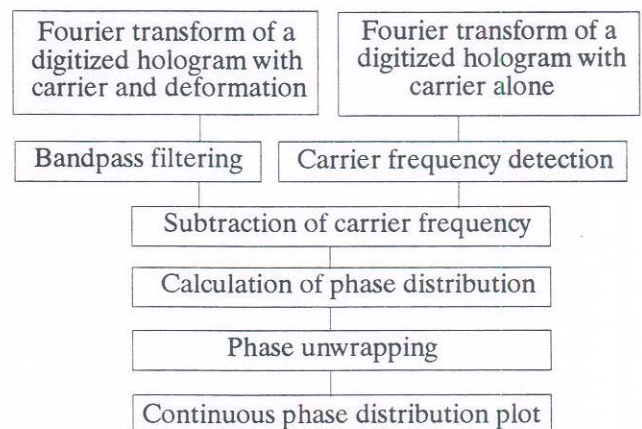 Fourier transform of a
digitized hologram with
carrier and deformation
Fourier transform of a
digitized hologram with
carrier alone
Bandpass filtering
Carrier frequency detection
Subtraction of carrier frequency
Calculation of phase distribution
Phase unwrapping
Continuous phase distribution plot